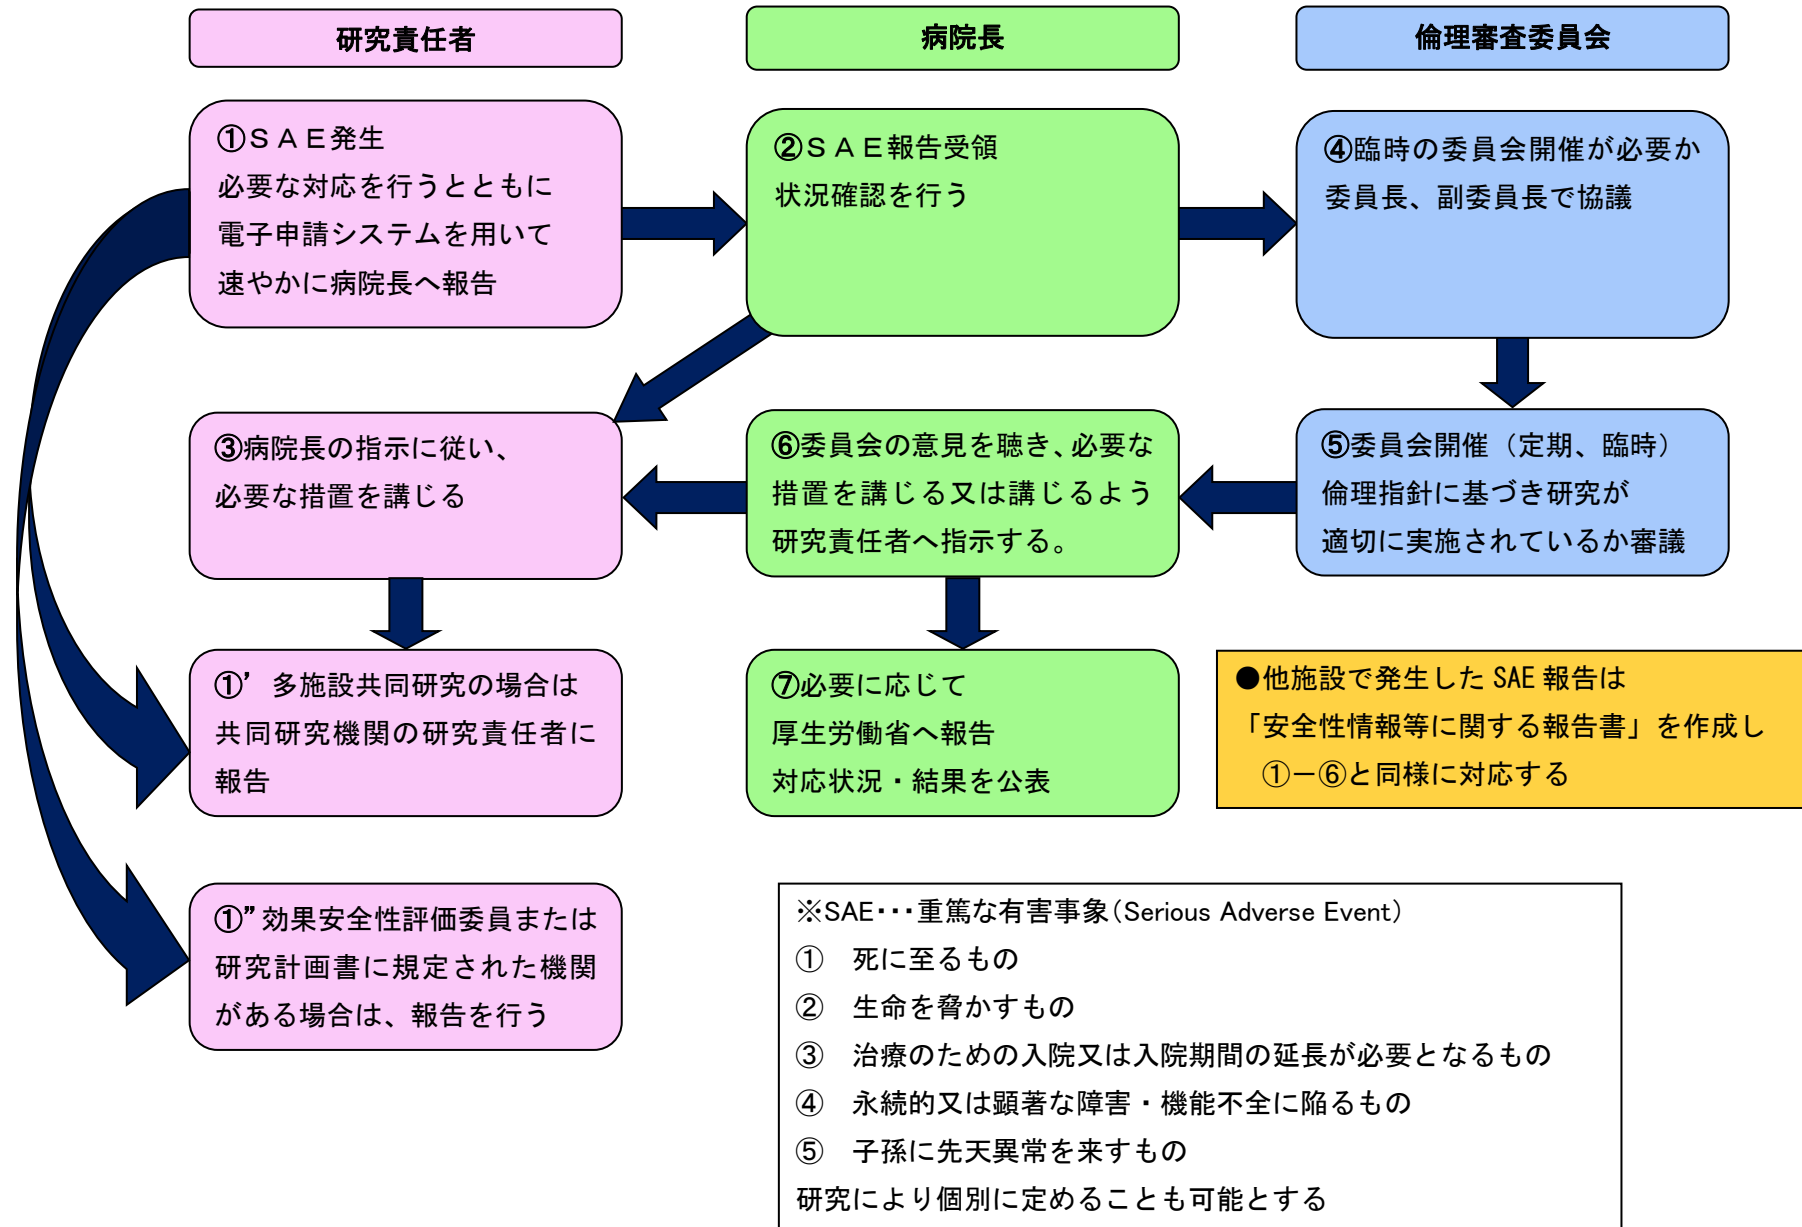 研究責任者
病院長
倫理審査委員会
①ＳＡＥ発生
必要な対応を行うとともに
電子申請システムを用いて
速やかに病院長へ報告
②ＳＡＥ報告受領
状況確認を行う
④臨時の委員会開催が必要か
委員長、副委員長で協議
③病院長の指示に従い、
必要な措置を講じる
⑥委員会の意見を聴き、必要な
措置を講じる又は講じるよう
研究責任者へ指示する。
⑤委員会開催（定期、臨時）
倫理指針に基づき研究が
適切に実施されているか審議
①’ 多施設共同研究の場合は
共同研究機関の研究責任者に
報告
⑦必要に応じて
厚生労働省へ報告
対応状況・結果を公表
●他施設で発生した SAE 報告は
「安全性情報等に関する報告書」を作成し
①－⑥と同様に対応する
①”効果安全性評価委員または
研究計画書に規定された機関
がある場合は、報告を行う
※SAE・・・重篤な有害事象（Serious Adverse Event）
①　死に至るもの
②　生命を脅かすもの
③　治療のための入院又は入院期間の延長が必要となるもの
④　永続的又は顕著な障害・機能不全に陥るもの
⑤　子孫に先天異常を来すもの
研究により個別に定めることも可能とする